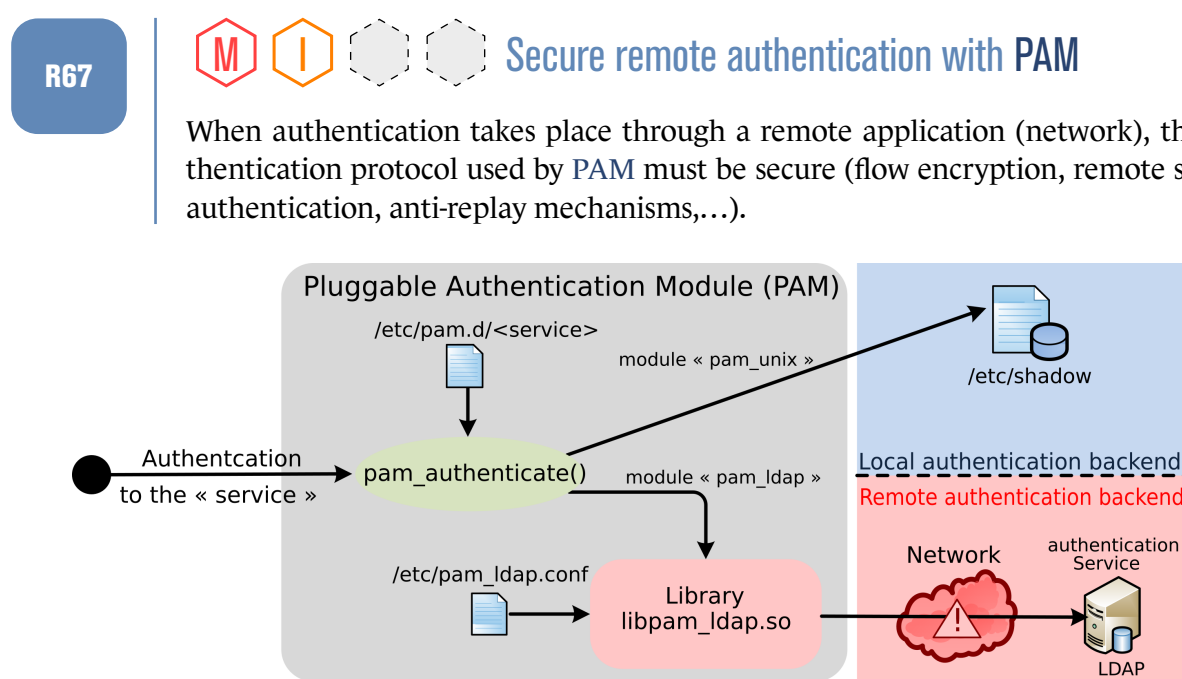 R67
M I Secure remote authentication with PAM
When authentication takes place through a remote application (network), th
thentication protocol used by PAM must be secure (flow encryption, remote s
authentication, anti-replay mechanisms,…).
Pluggable Authentication Module (PAM)
/etc/pam.d/<service>
module « pam_unix »
/etc/shadow
Authentcation
to the « service »
pam_authenticate()
module « pam_ldap »
Local authentication backend
Remote authentication backend
/etc/pam_ldap.conf
Library
libpam_ldap.so
Network
!
authentication
Service
LDAP